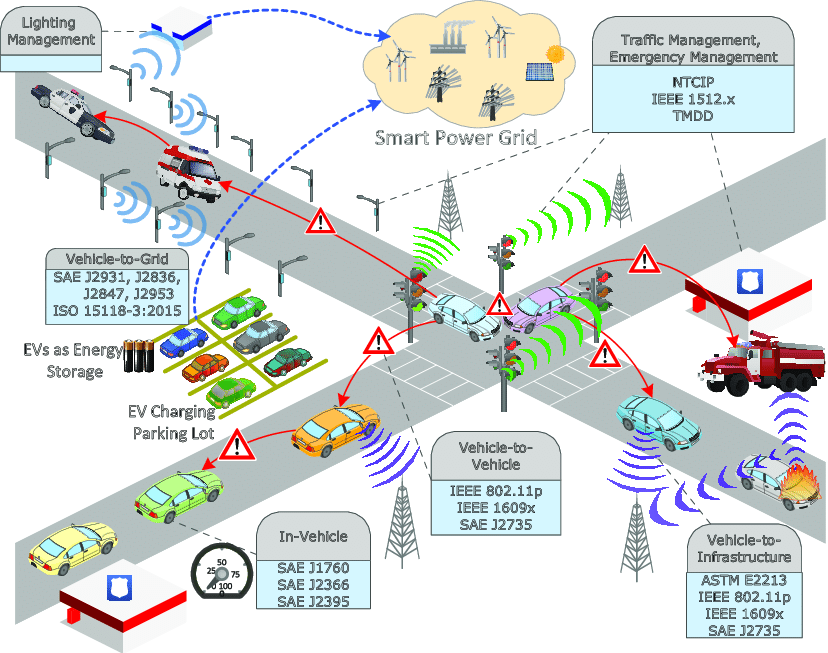 Lighting
Management
Smart Power Grid
Traffic Management,
Emergency Management
NTCIP
IEEE 1512.x
TMDD
Vehicle-to-Grid
SAE J2931, J2836,
J2847, J2953
ISO 15118-3:2015
EVs as Energy
Storage
EV Charging
Parking Lot
!
!
!
!
!
!
Vehicle-to-
Vehicle
IEEE 802.11p
IEEE 1609x
SAE J2735
In-Vehicle
SAE J1760
SAE J2366
SAE J2395
50
25 75
0 100
Vehicle-to-
Infrastructure
ASTM E2213
IEEE 802.11p
IEEE 1609x
SAE J2735